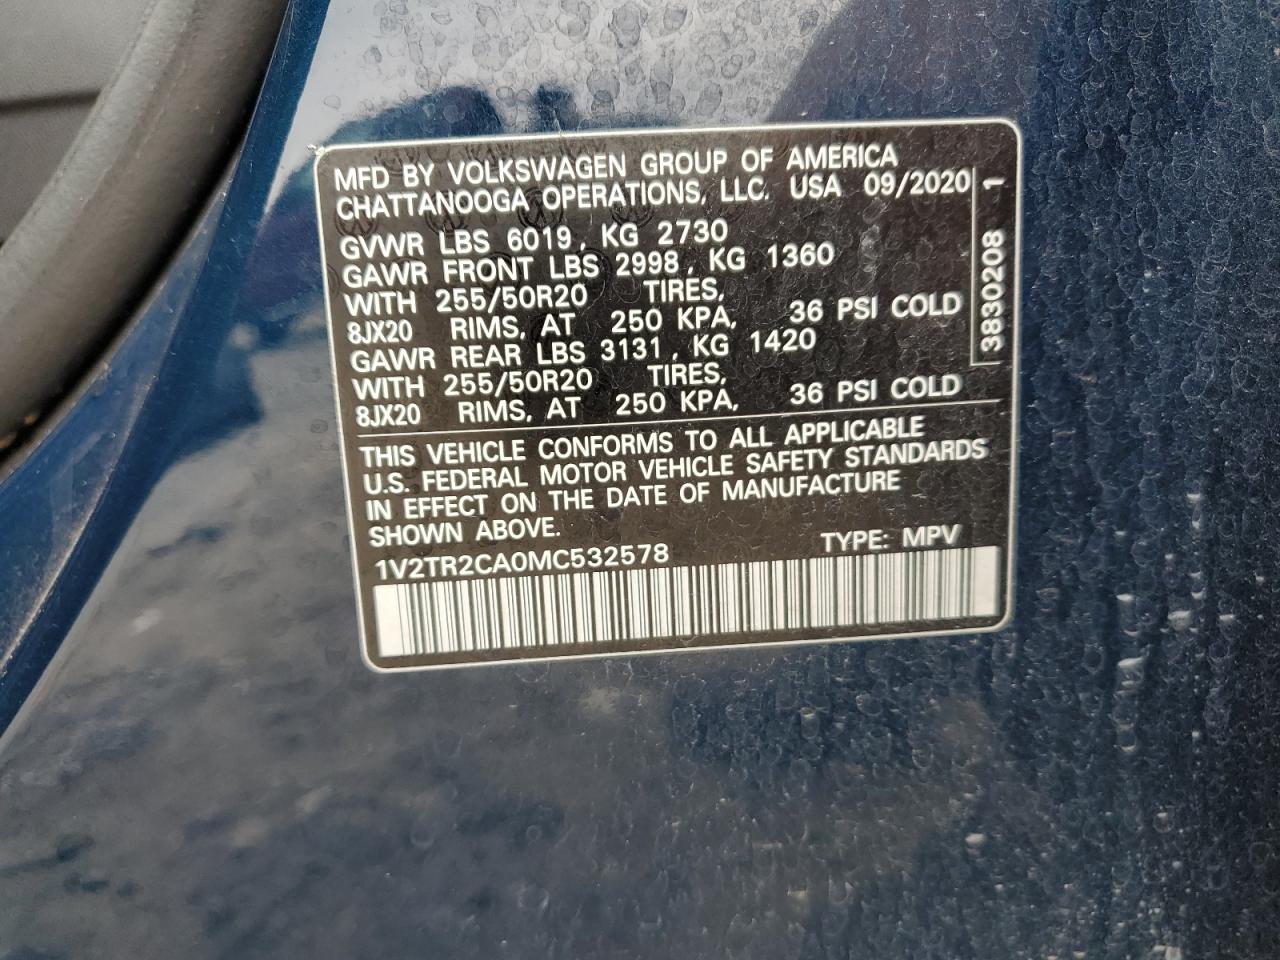 MFD BY VOLKSWAGEN GROUP OF AMERICA
CHATTANOOGA OPERATIONS, LLC. USA 09/2020
GVWR LBS 6019, KG 2730
GAWR FRONT LBS 2998, KG 1360
WITH 255/50R20 TIRES,
8JX20 RIMS, AT 250 KPA, 36 PSI COLD
GAWR REAR LBS 3131, KG 1420
WITH 255/50R20 TIRES,
8JX20 RIMS, AT 250 KPA, 36 PSI COLD
THIS VEHICLE CONFORMS TO ALL APPLICABLE
U.S. FEDERAL MOTOR VEHICLE SAFETY STANDARDS
IN EFFECT ON THE DATE OF MANUFACTURE
SHOWN ABOVE.
1V2TR2CA0MC532578 TYPE: MPV
3830208 1